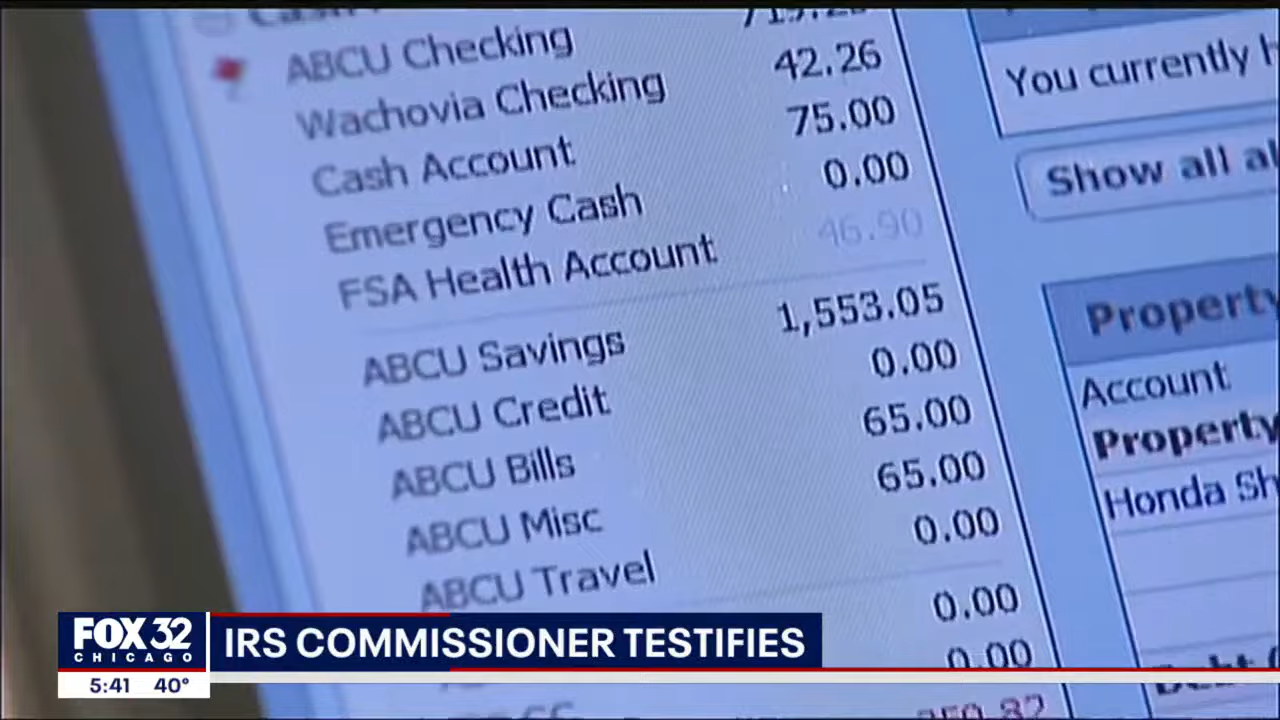 Cash
ABCU Checking
Wachovia Checking 42.26
Cash Account 75.00
Emergency Cash 0.00
FSA Health Account 46.90
ABCU Savings 1,553.05
ABCU Credit 0.00
ABCU Bills 65.00
ABCU Misc 65.00
ABCU Travel 0.00
0.00
0.00
You currently
Show all
Property
Account
Property
Honda
Debt
FOX 32
CHICAGO
5:41 40°
IRS COMMISSIONER TESTIFIES